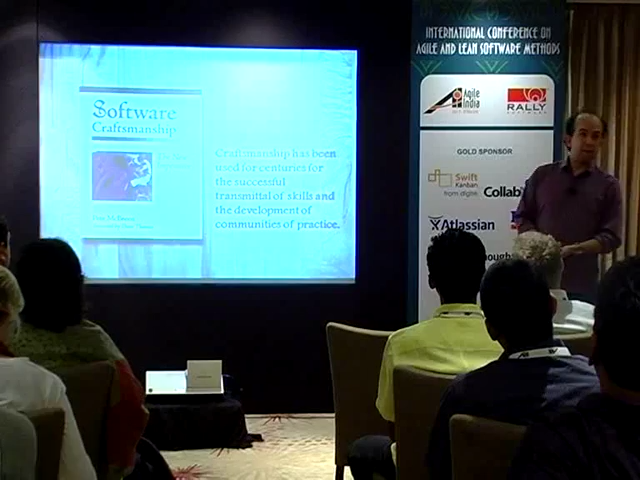 Software
Craftsmanship
Craftsmanship has been
used for centuries for
the successful
transmittal of skills and
the development of
communities of practice.
INTERNATIONAL CONFERENCE ON
AGILE AND LEAN SOFTWARE METHODS
Agile
India
RALLY
GOLD SPONSOR
Swift
Kanban
from digite
Collab
Atlassian